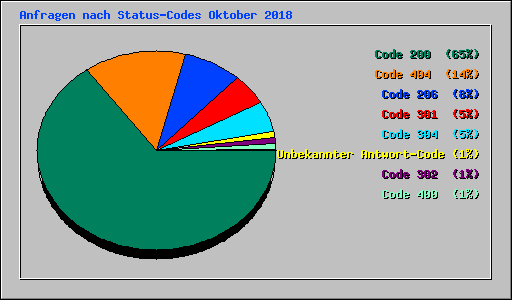 Anfragen nach Status-Codes Oktober 2018
Code 200 (65%)
Code 404 (14%)
Code 206 (8%)
Code 301 (5%)
Code 304 (5%)
Unbekannter Antwort-Code (1%)
Code 302 (1%)
Code 400 (1%)